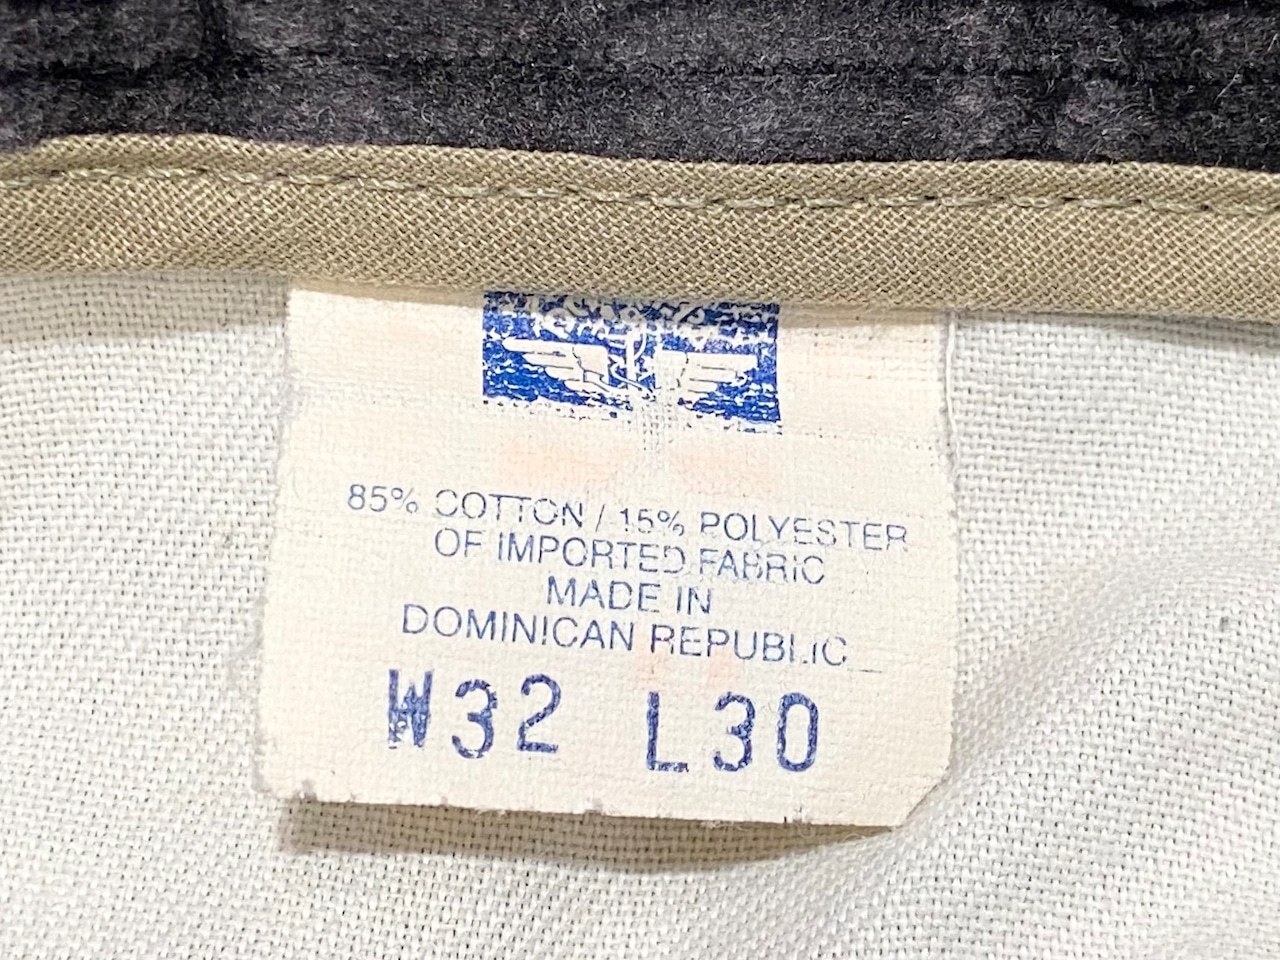 85% COTTON / 15% POLYESTER
OF IMPORTED FABRIC
MADE IN
DOMINICAN REPUBLIC
W32 L30